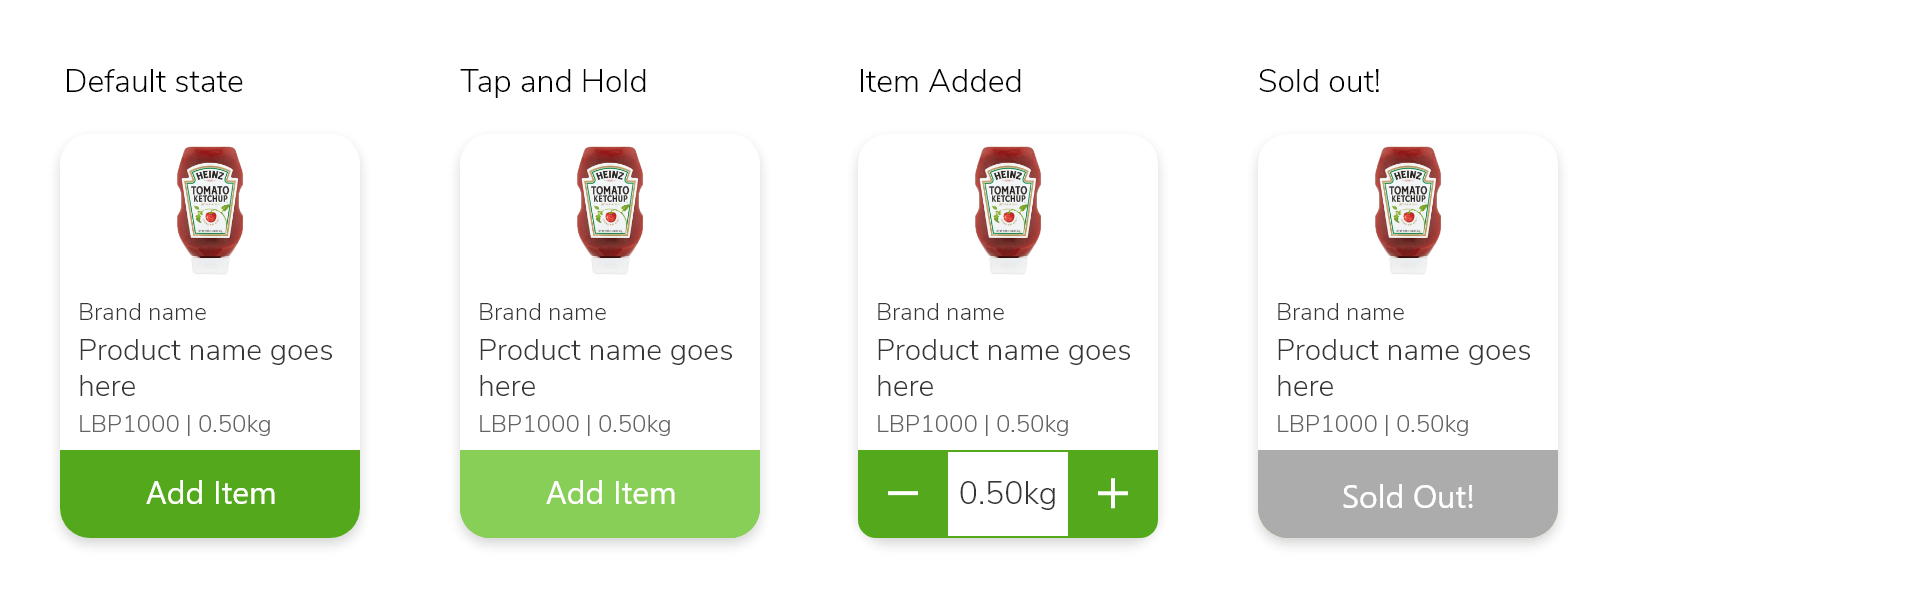 Default state
Tap and Hold
Item Added
Sold out!
HEINZ
TOMATO
KETCHUP
HEINZ
TOMATO
KETCHUP
HEINZ
TOMATO
KETCHUP
HEINZ
TOMATO
KETCHUP
Brand name
Product name goes
here
LBP1000 | 0.50kg
Add Item
Brand name
Product name goes
here
LBP1000 | 0.50kg
Add Item
Brand name
Product name goes
here
LBP1000 | 0.50kg
0.50kg
Brand name
Product name goes
here
LBP1000 | 0.50kg
Sold Out!